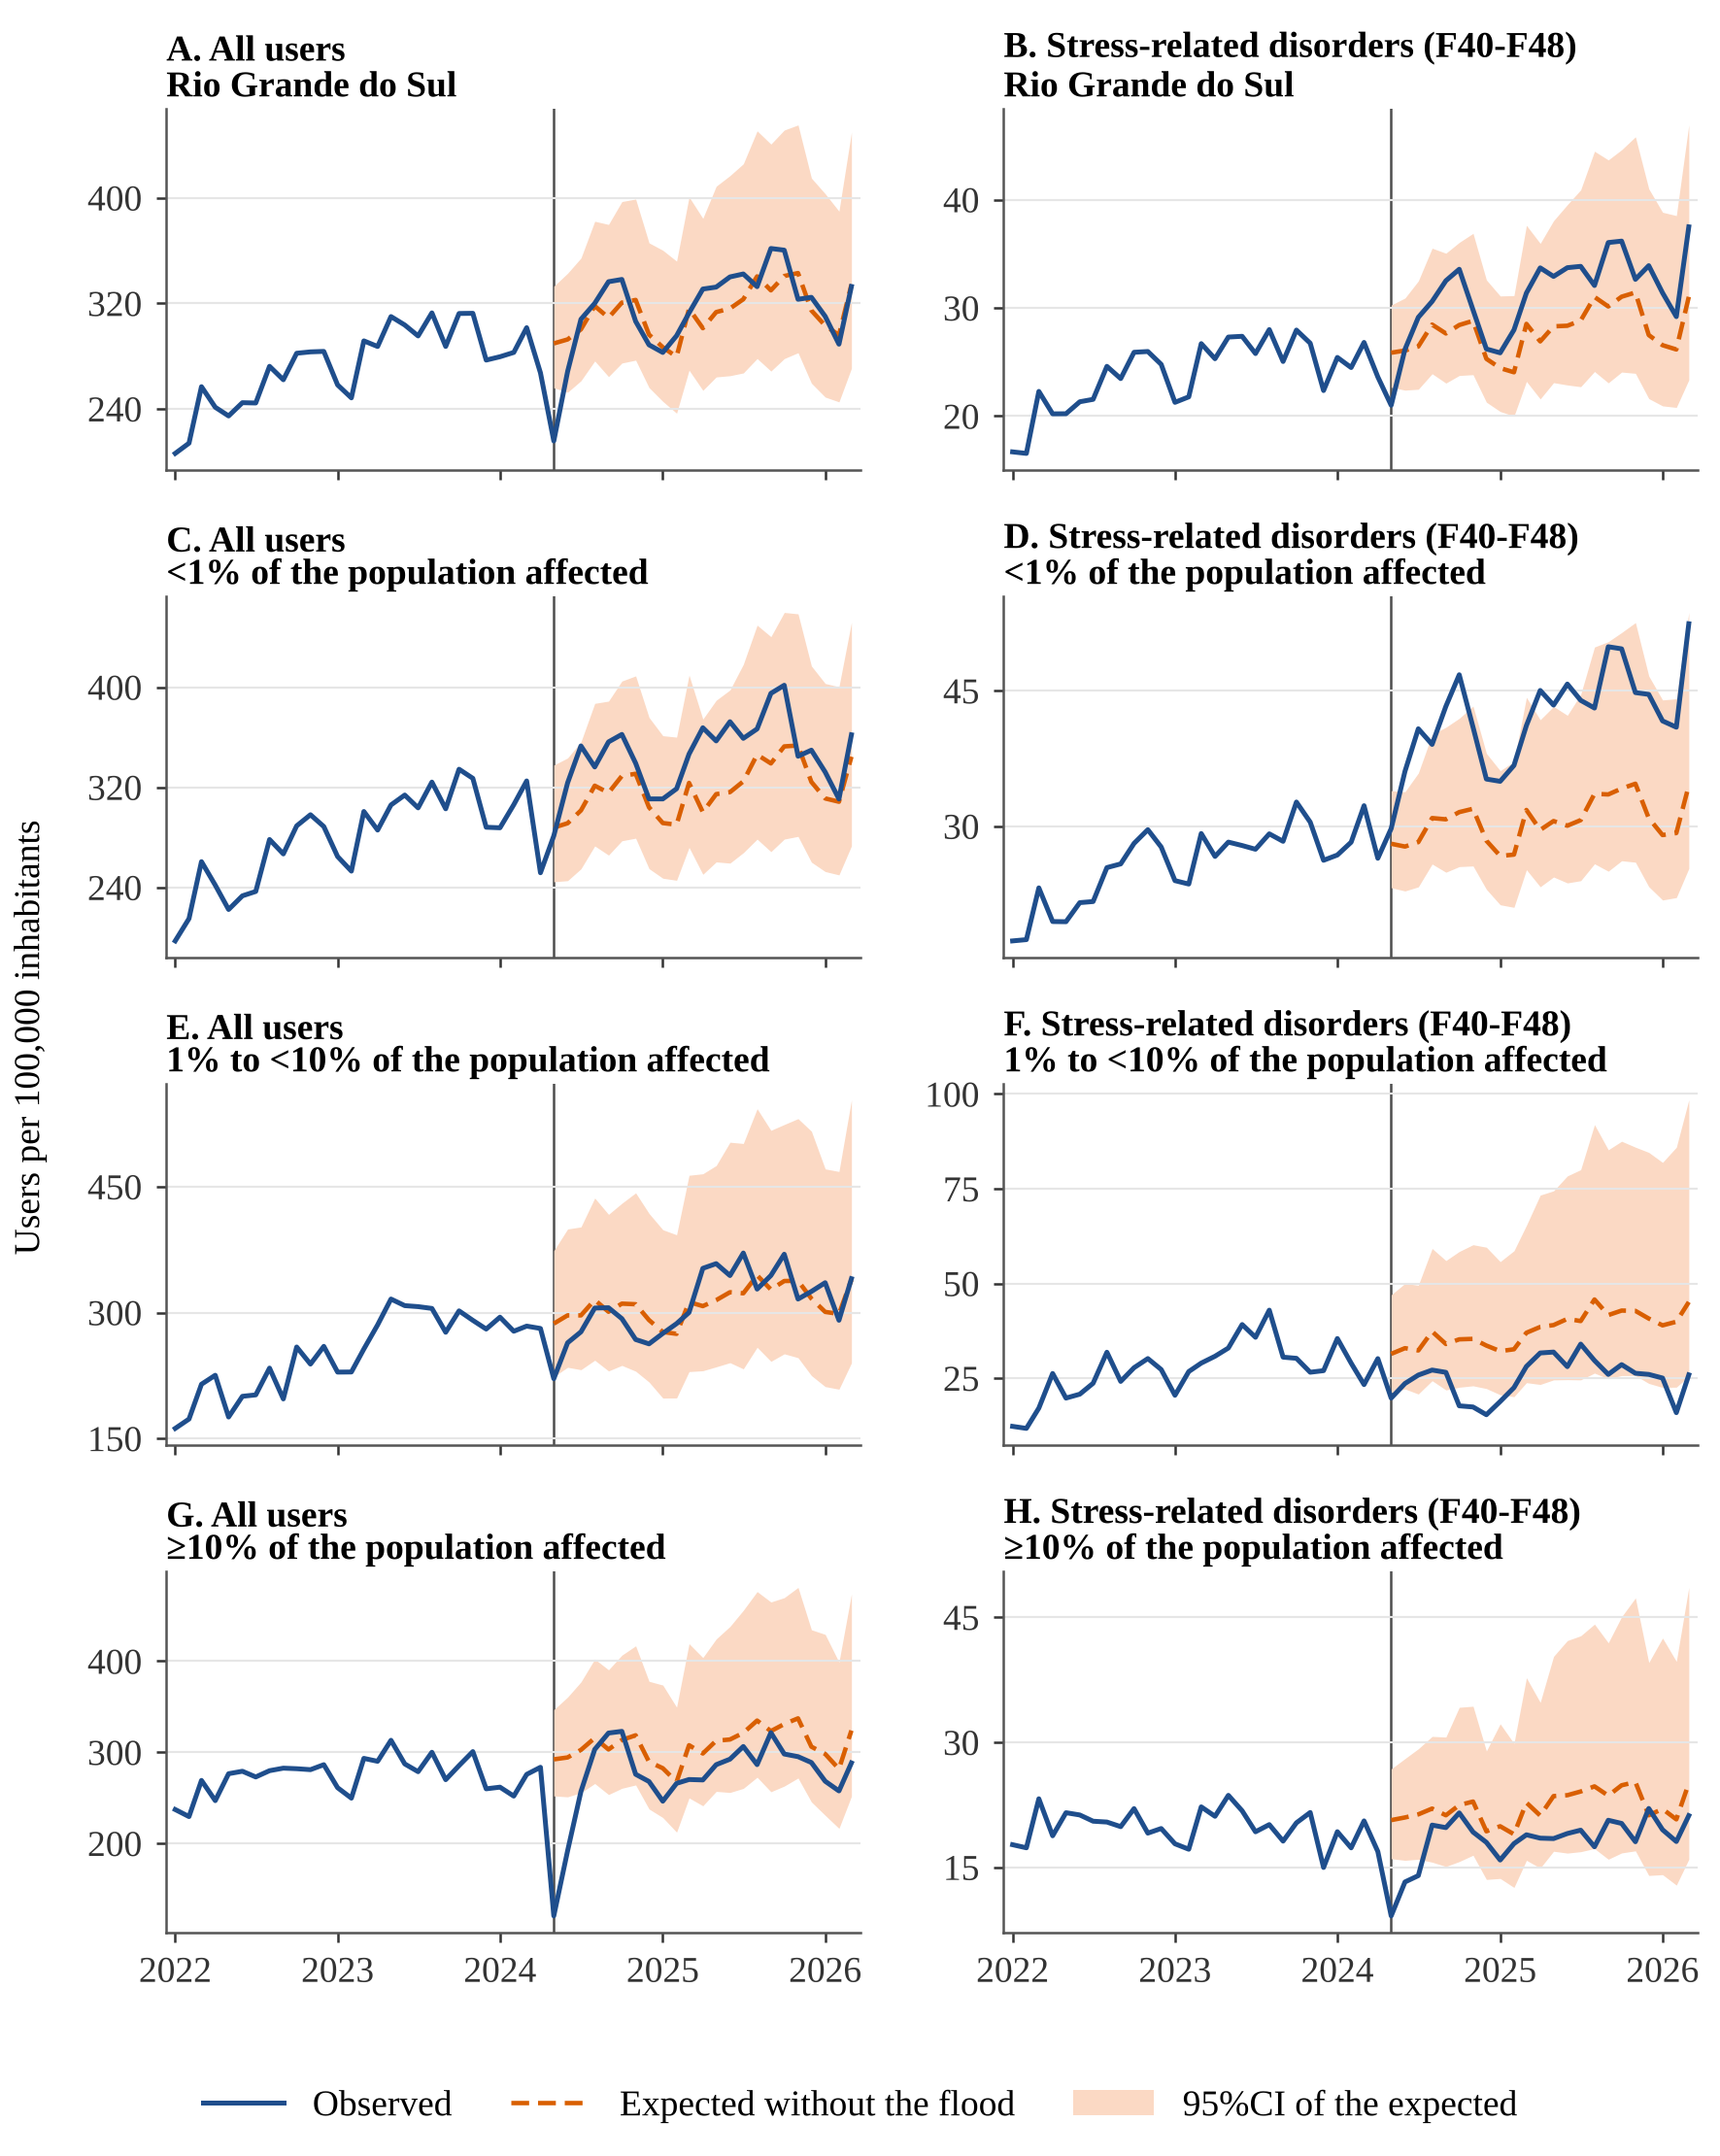 A. All users
Rio Grande do Sul
400
320
240
B. Stress-related disorders (F40-F48)
Rio Grande do Sul
40
30
20
C. All users
<1% of the population affected
400
320
240
D. Stress-related disorders (F40-F48)
<1% of the population affected
45
30
Users per 100,000 inhabitants
E. All users
1% to <10% of the population affected
450
300
150
F. Stress-related disorders (F40-F48)
1% to <10% of the population affected
100
75
50
25
G. All users
≥10% of the population affected
400
300
200
2022 2023 2024 2025 2026
H. Stress-related disorders (F40-F48)
≥10% of the population affected
45
30
15
2022 2023 2024 2025 2026
Observed Expected without the flood 95%CI of the expected